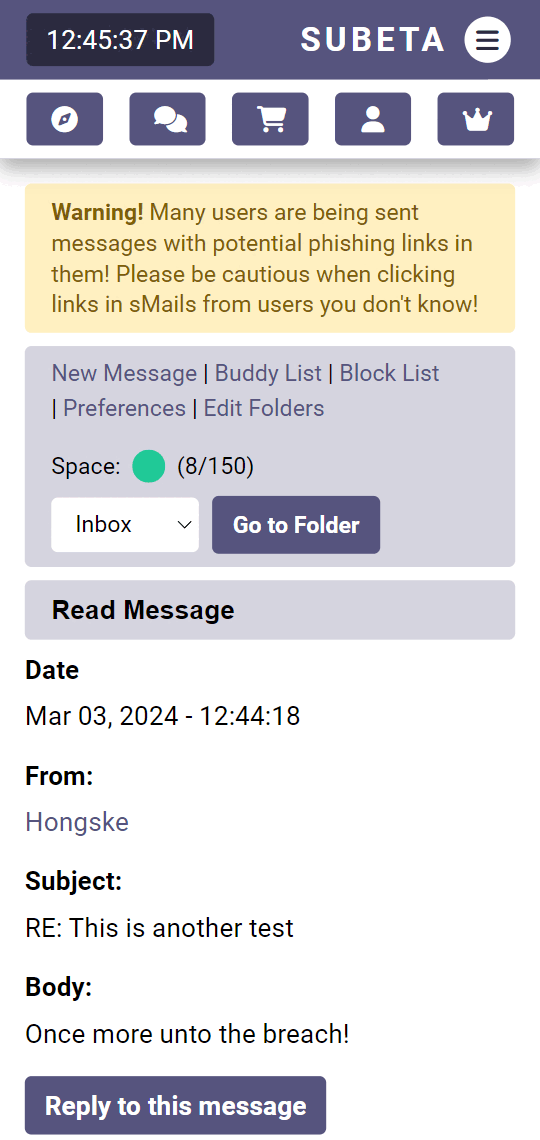 12:45:37 PM SUBETA
Warning! Many users are being sent
messages with potential phishing links in
them! Please be cautious when clicking
links in sMails from users you don't know!
New Message | Buddy List | Block List
| Preferences | Edit Folders
Space: (8/150)
Inbox Go to Folder
Read Message
Date
Mar 03, 2024 - 12:44:18
From:
Hongske
Subject:
RE: This is another test
Body:
Once more unto the breach!
Reply to this message